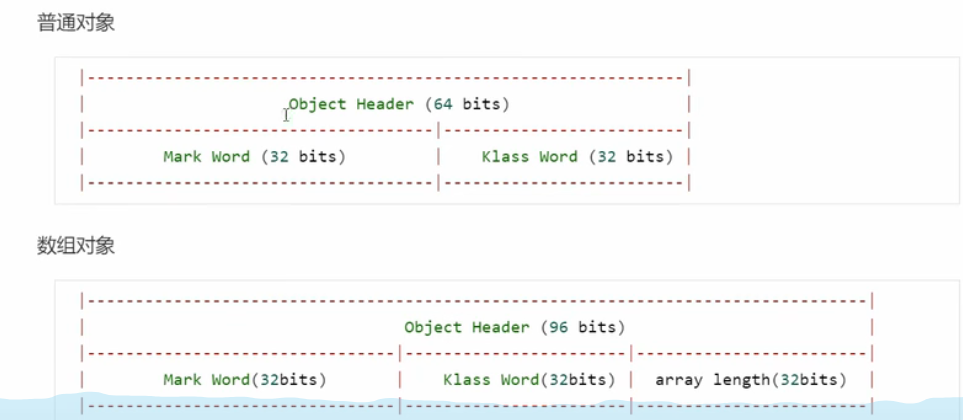 普通对象
|--------------------------------------------------------------|
| Object Header (64 bits) |
|------------------------------------|-------------------------|
| Mark Word (32 bits) | Klass Word (32 bits) |
|------------------------------------|-------------------------|
数组对象
|---------------------------------------------------------------------------------|
| Object Header (96 bits) |
|--------------------------------|-----------------------|------------------------|
| Mark Word(32bits) | Klass Word(32bits) | array length(32bits) |
|--------------------------------|-----------------------|------------------------|